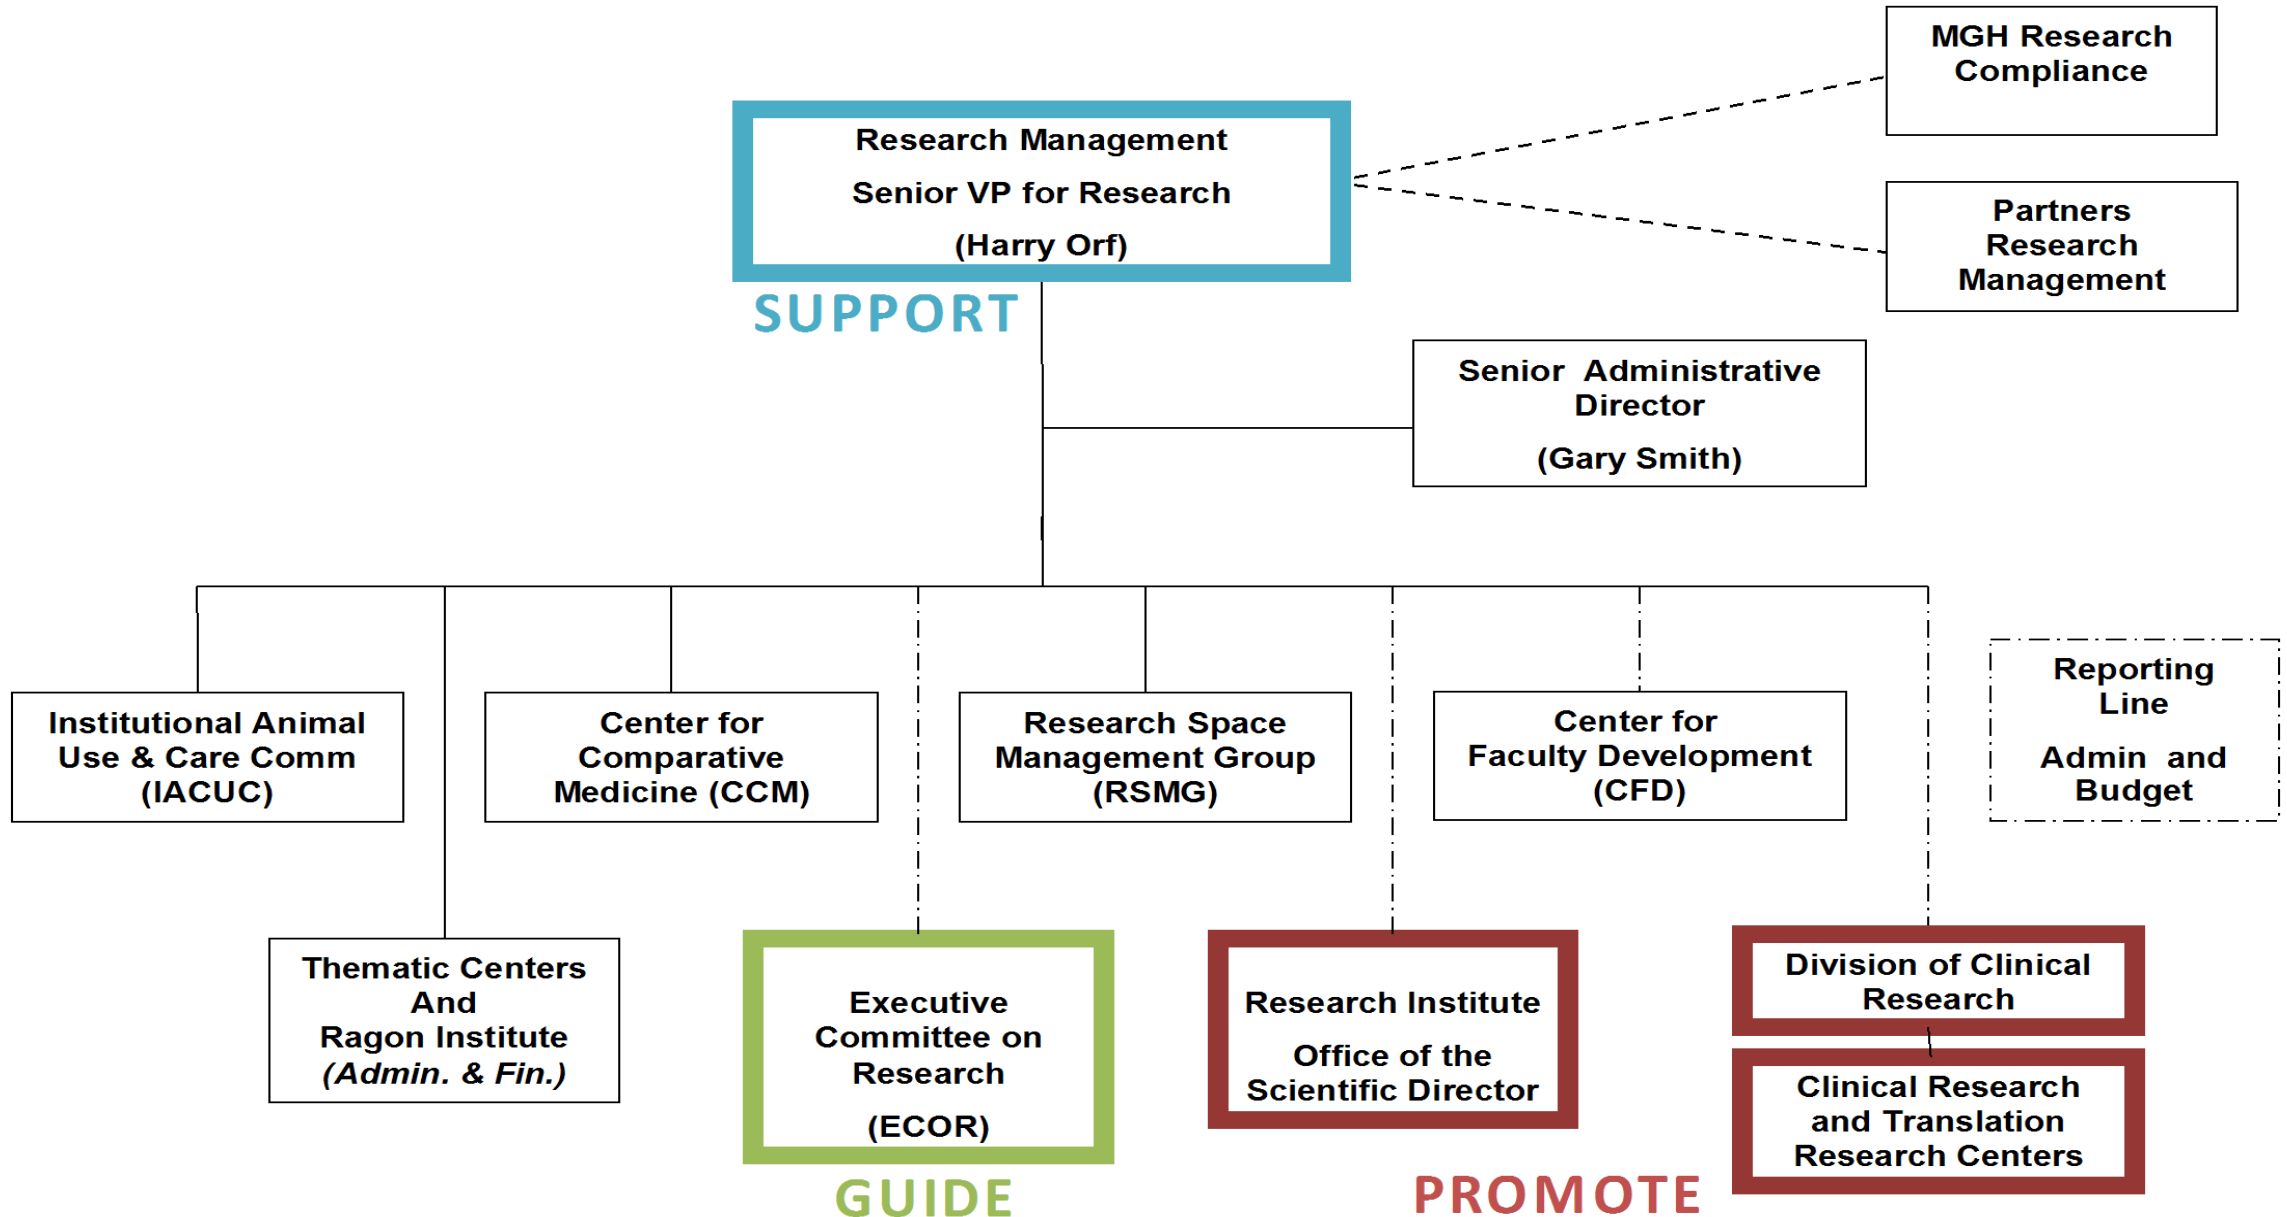 MGH Research
Compliance
Research Management
Senior VP for Research
(Harry Orf)
SUPPORT
Partners
Research
Management
Senior Administrative
Director
(Gary Smith)
Institutional Animal
Use & Care Comm
(IACUC)
Center for
Comparative
Medicine (CCM)
Research Space
Management Group
(RSMG)
Center for
Faculty Development
(CFD)
Reporting
Line
Admin and
Budget
Thematic Centers
And
Ragon Institute
(Admin. & Fin.)
Executive
Committee on
Research
(ECOR)
GUIDE
Research Institute
Office of the
Scientific Director
PROMOTE
Division of Clinical
Research
Clinical Research
and Translation
Research Centers